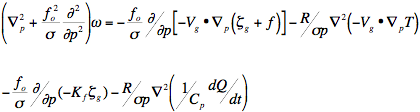 (∇²ₚ + f₀²/σ ∂²/∂p²)ω = −f₀/σ ∂/∂p[−V_g • ∇ₚ(ζ_g + f)] − R/σp ∇²(−V_g • ∇ₚT)
−f₀/σ ∂/∂p(−K_f ζ_g) − R/σp ∇²(1/C_p dQ/dt)